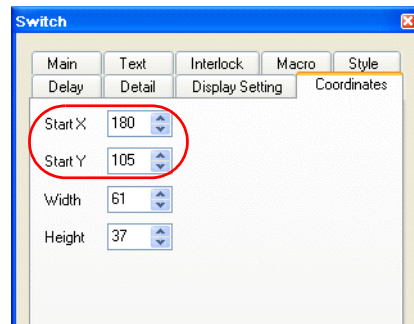 Switch
Main Text Interlock Macro Style
Delay Detail Display Setting Coordinates
Start X 180
Start Y 105
Width 61
Height 37